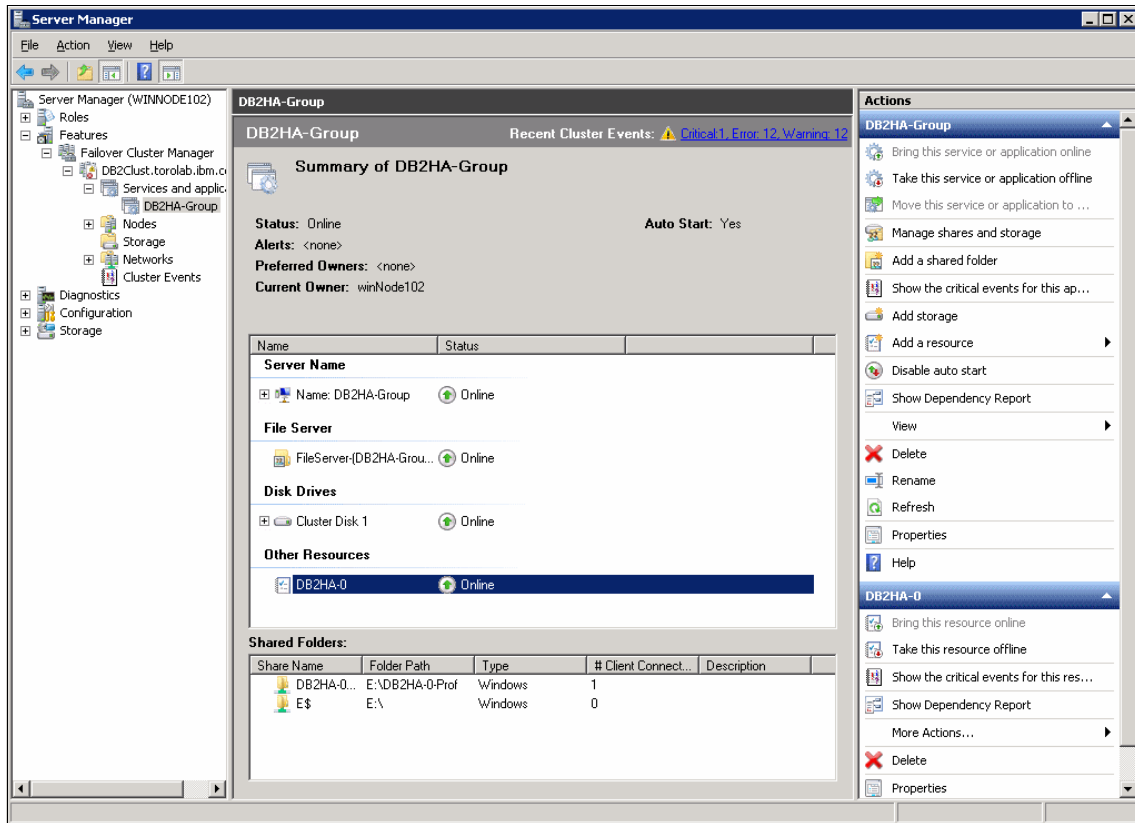 Server Manager
File Action View Help
Server Manager (WINNODE102)
Roles
Features
Failover Cluster Manager
DB2Clust.torolab.ibm.c
Services and applic
DB2HA-Group
Nodes
Storage
Networks
Cluster Events
Diagnostics
Configuration
Storage
DB2HA-Group
DB2HA-Group Recent Cluster Events: Critical:1, Error: 12, Warning: 12
Summary of DB2HA-Group
Status: Online Auto Start: Yes
Alerts: <none>
Preferred Owners: <none>
Current Owner: winNode102
Name Status
Server Name
Name: DB2HA-Group Online
File Server
FileServer-(DB2HA-Grou... Online
Disk Drives
Cluster Disk 1 Online
Other Resources
DB2HA-0 Online
Shared Folders:
Share Name Folder Path Type # Client Connect... Description
DB2HA-0... E:\DB2HA-0-Prof Windows 1
E$ E:\ Windows 0
Actions
DB2HA-Group
Bring this service or application online
Take this service or application offline
Move this service or application to ...
Manage shares and storage
Add a shared folder
Show the critical events for this ap...
Add storage
Add a resource
Disable auto start
Show Dependency Report
View
Delete
Rename
Refresh
Properties
Help
DB2HA-0
Bring this resource online
Take this resource offline
Show the critical events for this res...
Show Dependency Report
More Actions...
Delete
Properties